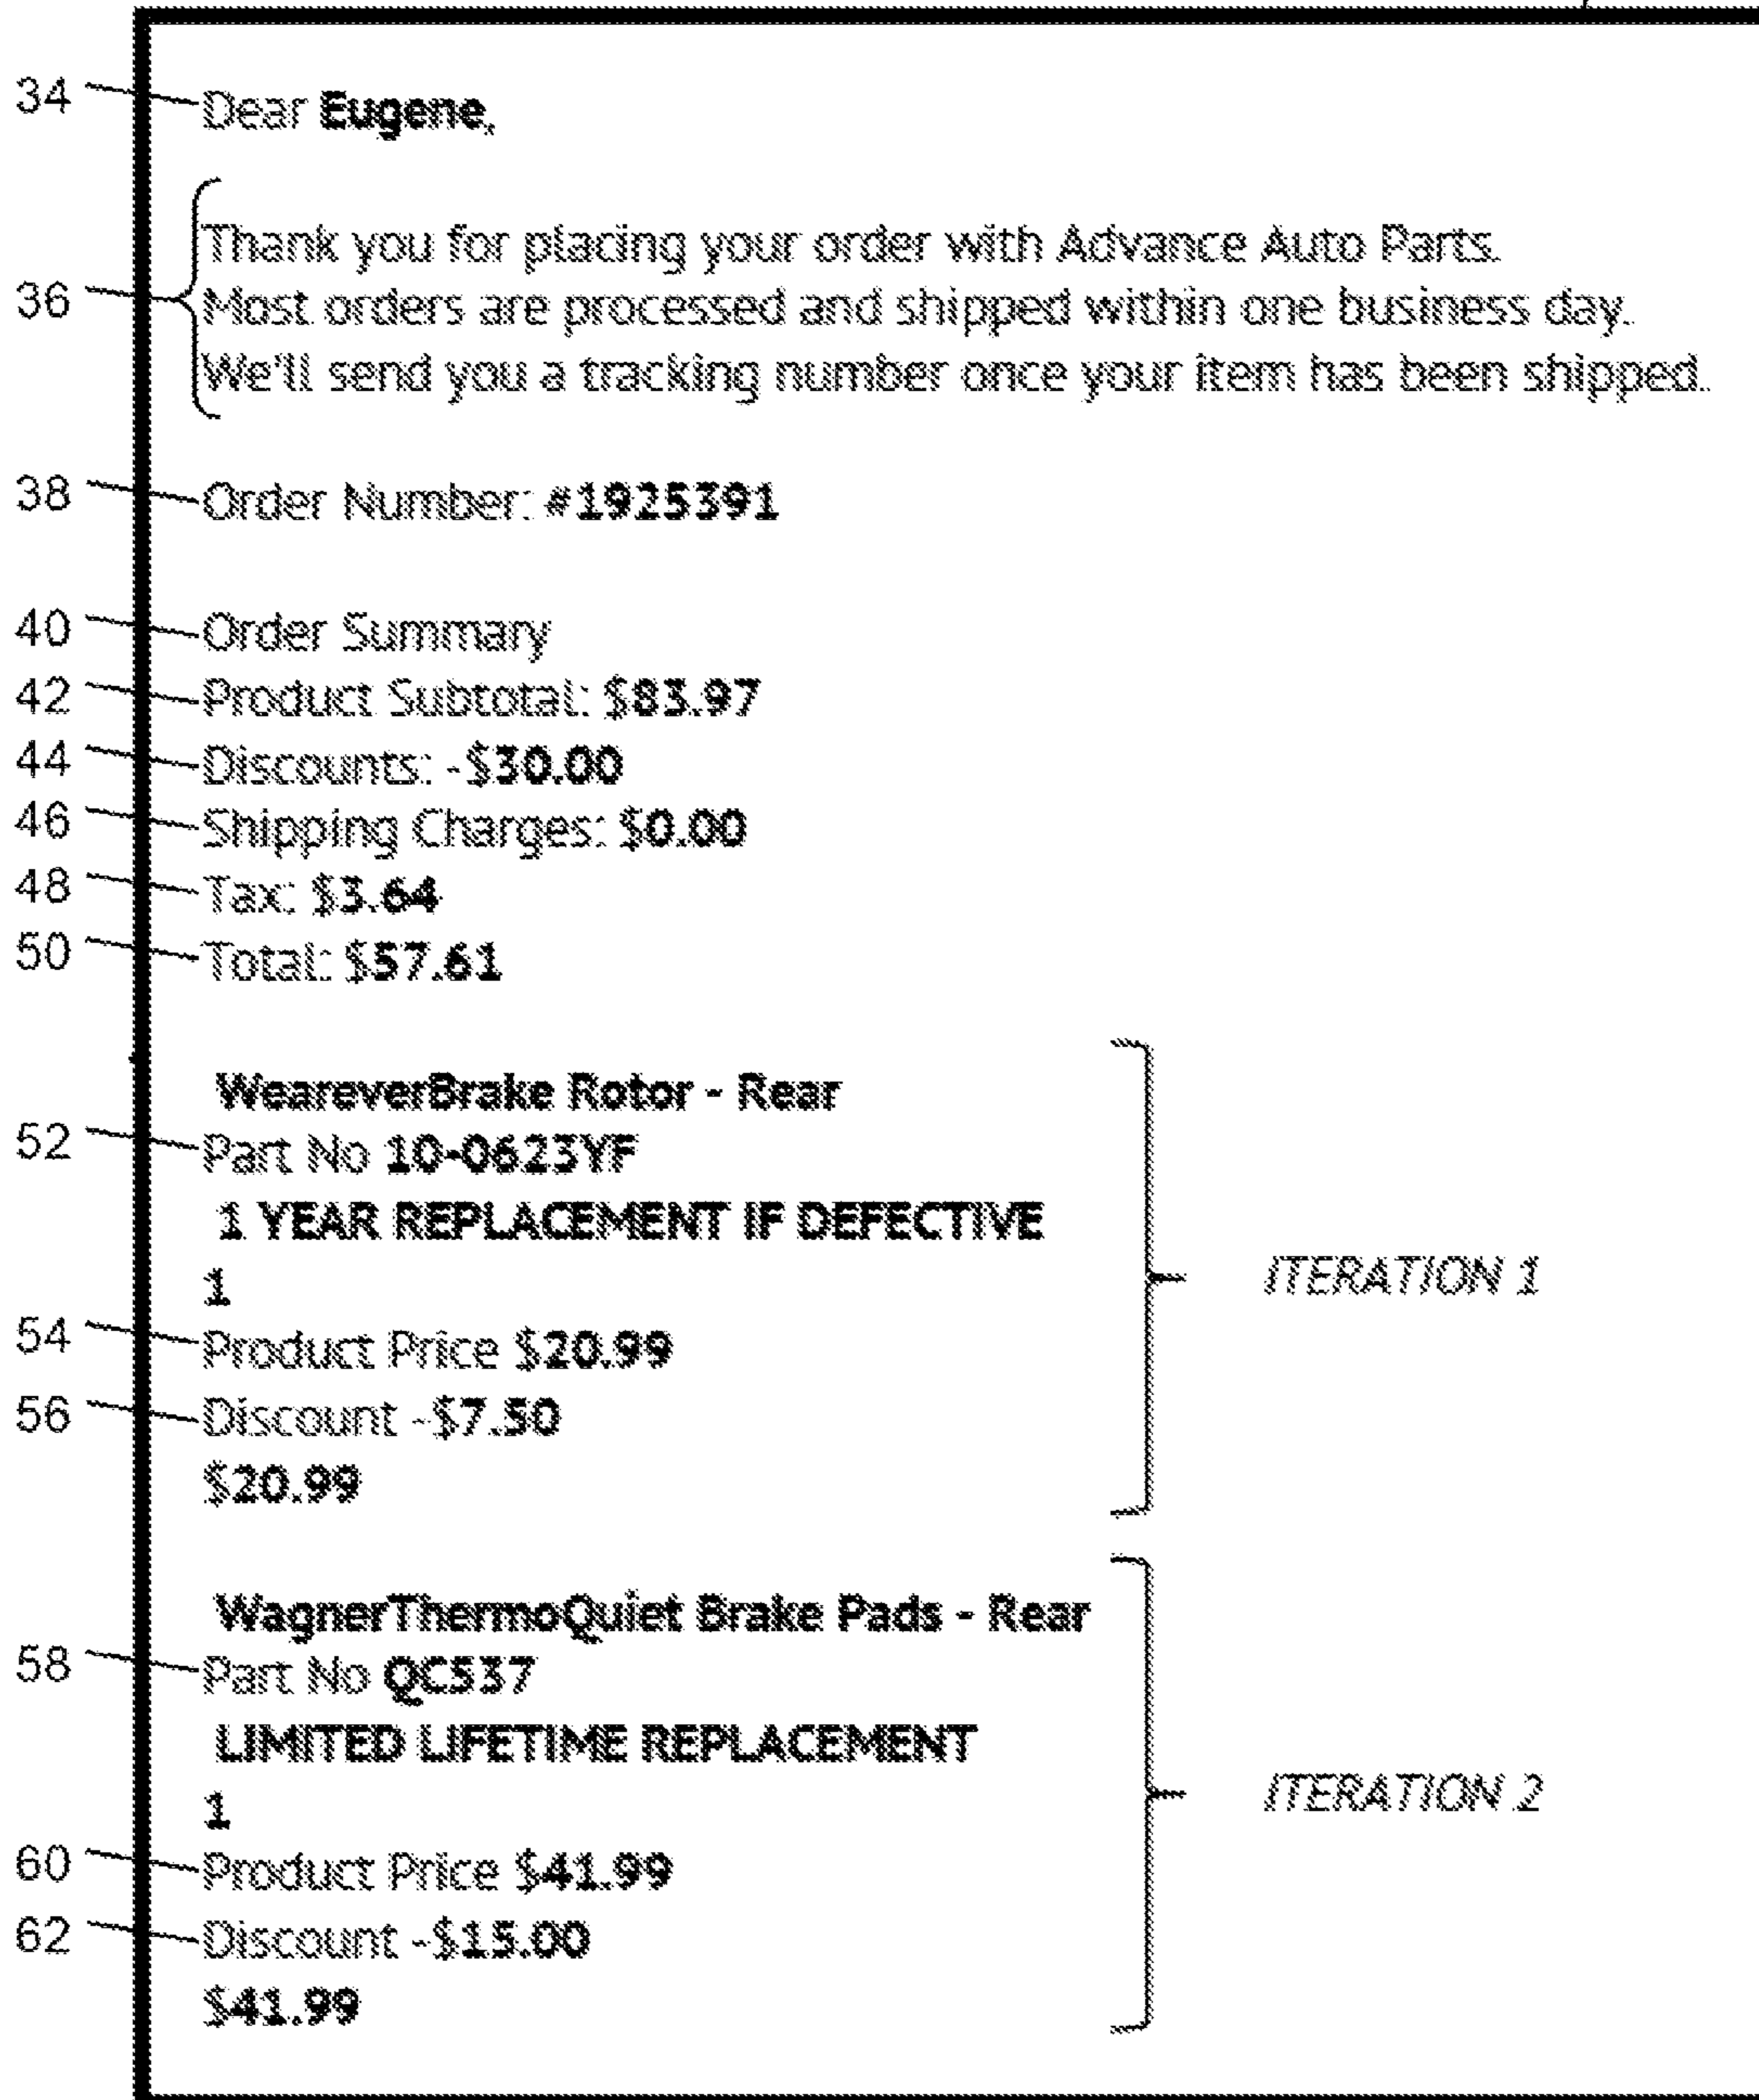 34 Dear Eugene,
Thank you for placing your order with Advance Auto Parts.
36 Most orders are processed and shipped within one business day.
We'll send you a tracking number once your item has been shipped.
38 Order Number: #1925391
40 Order Summary
42 Product Subtotal: $83.97
44 Discounts: -$30.00
46 Shipping Charges: $0.00
48 Tax: $3.64
50 Total: $57.61
WeareverBrake Rotor - Rear
52 Part No 10-0623YF
1 YEAR REPLACEMENT IF DEFECTIVE
1
ITERATION 1
54 Product Price $20.99
56 Discount -$7.50
$20.99
WagnerThermoQuiet Brake Pads - Rear
58 Part No QC537
LIMITED LIFETIME REPLACEMENT
1
ITERATION 2
60 Product Price $41.99
62 Discount -$15.00
$41.99